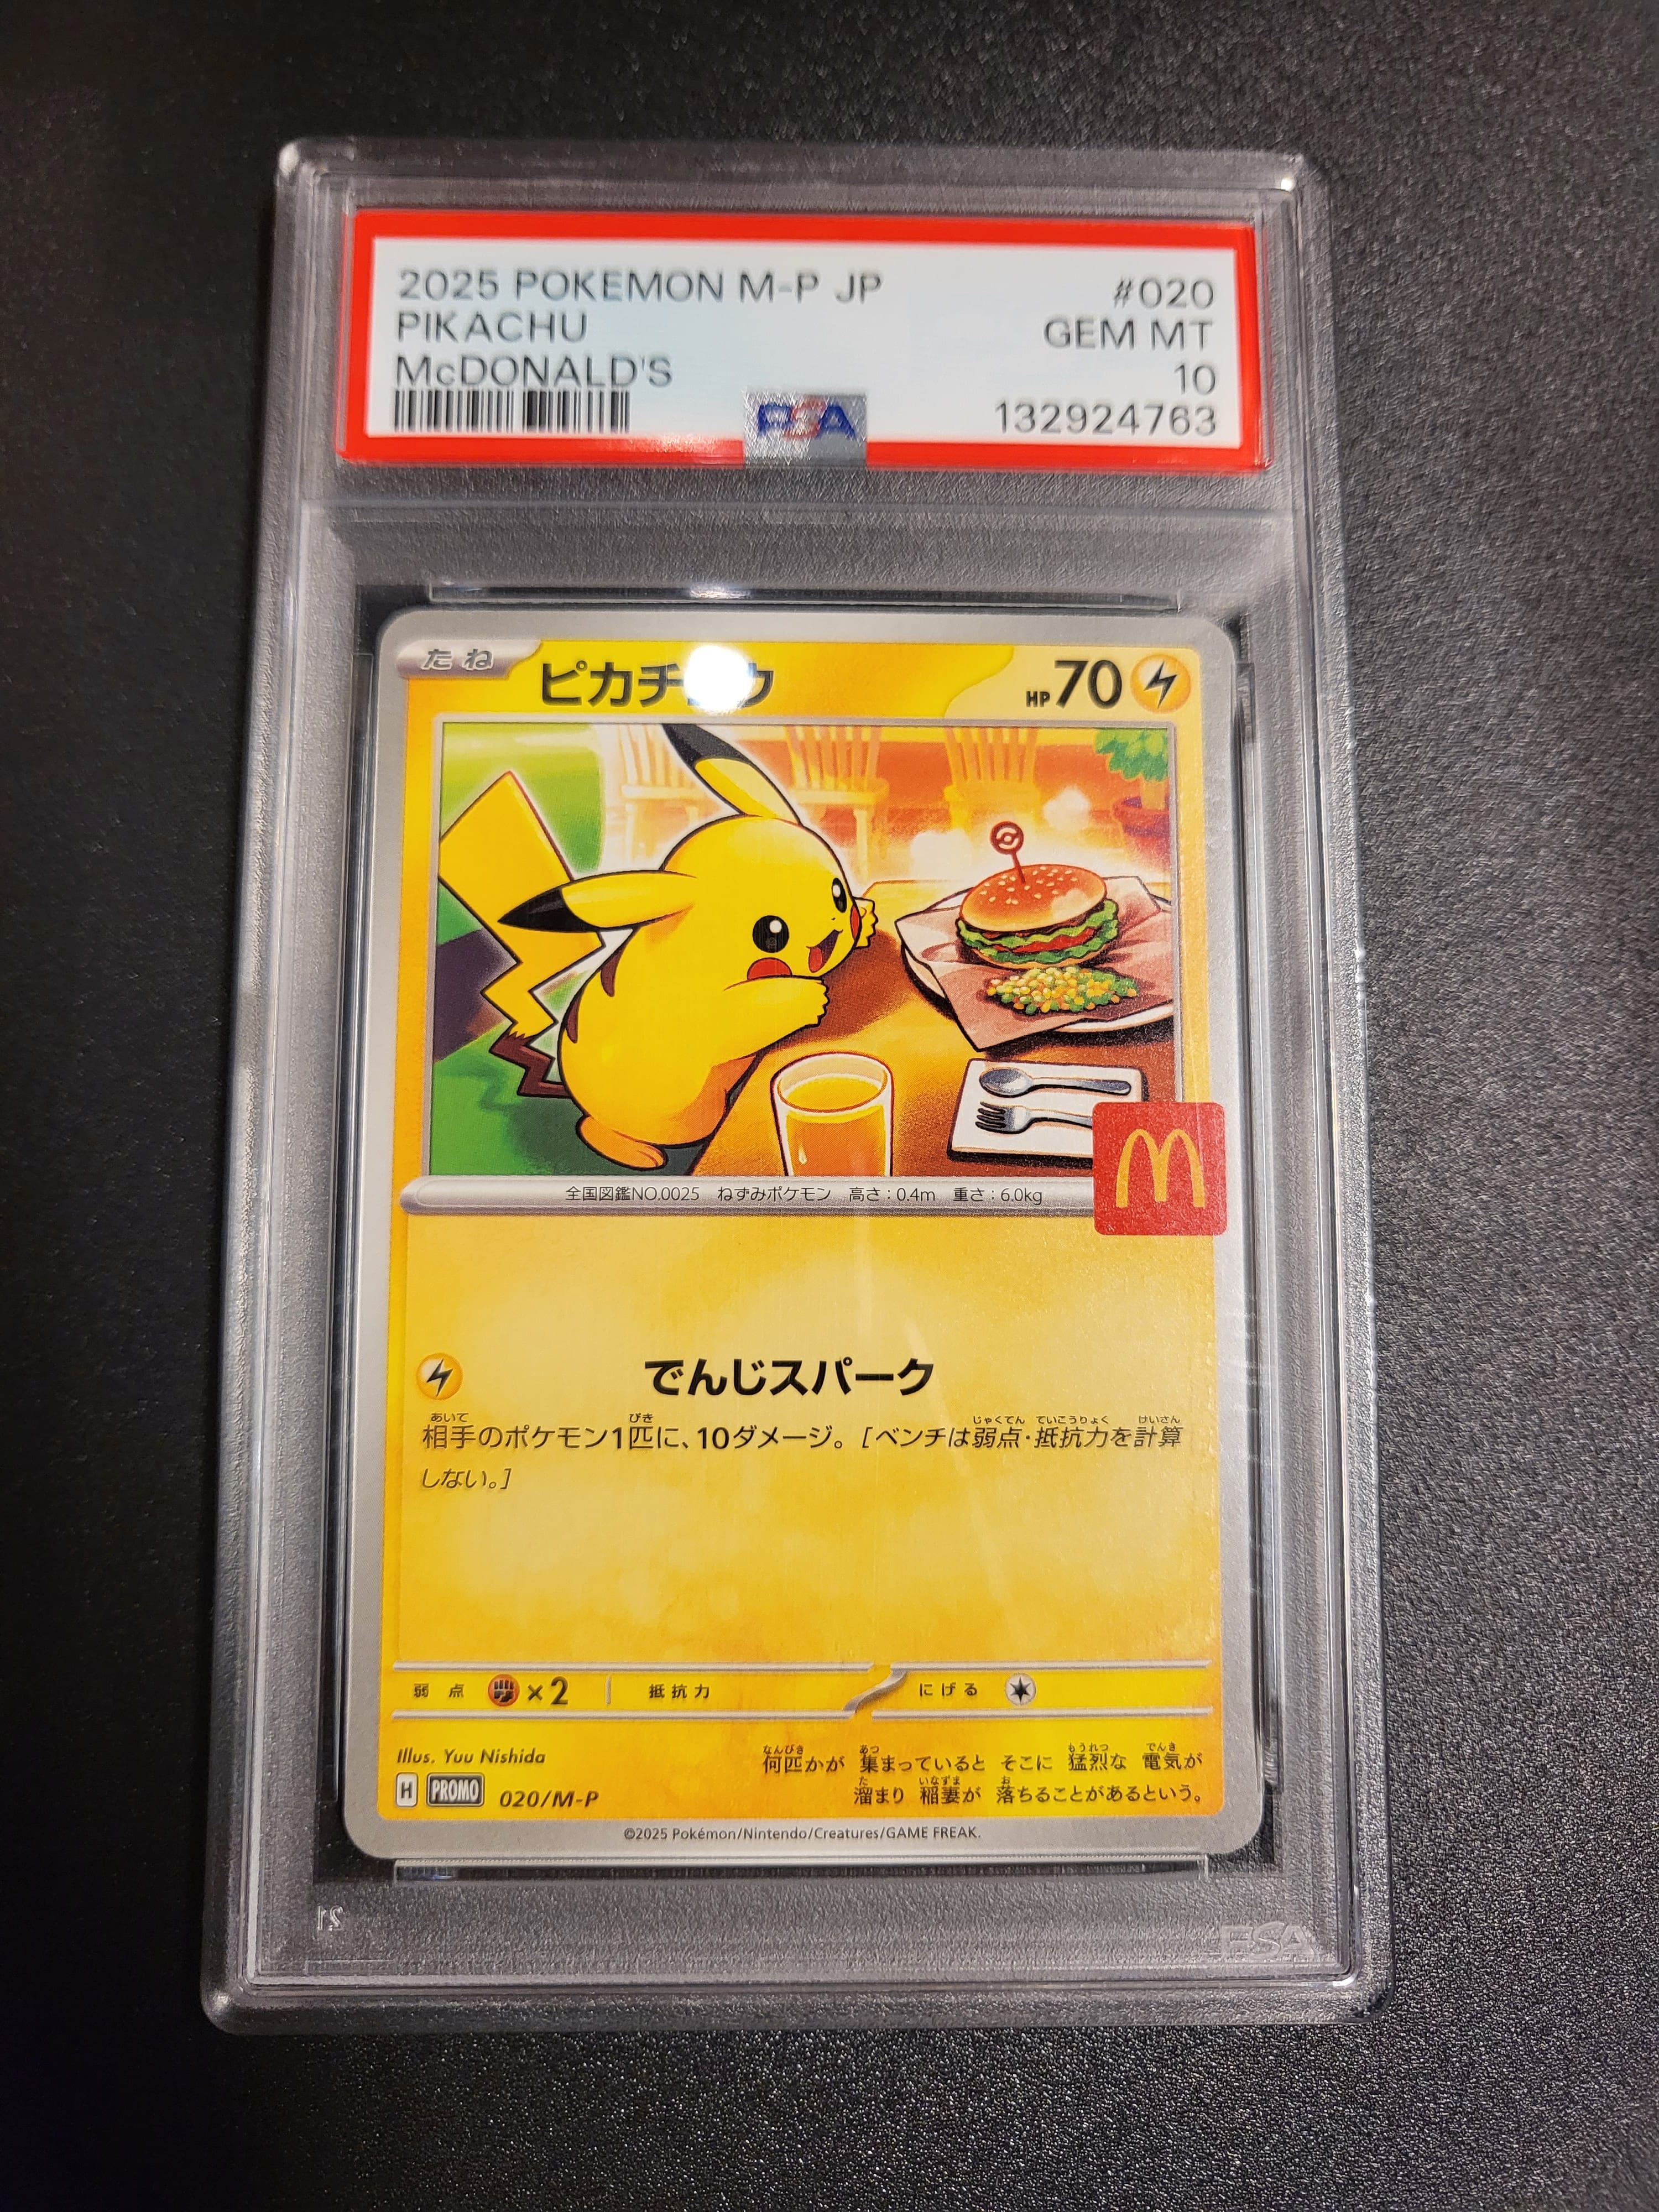 2025 POKEMON M-P JP #020
PIKACHU GEM MT
McDONALD'S 10
PSA 132924763
たね ピカチ ウ HP70
全国図鑑NO.0025 ねずみポケモン 高さ：0.4m 重さ：6.0kg
でんじスパーク
相手のポケモン1匹に、10ダメージ。［ベンチは弱点・抵抗力を計算
しない。］
弱点 ×2 抵抗力 にげる
Illus. Yuu Nishida
何匹かが 集まっていると そこに 猛烈な 電気が
溜まり 稲妻が 落ちることがあるという。
H PROMO 020/M-P
©2025 Pokémon/Nintendo/Creatures/GAME FREAK.
PSA